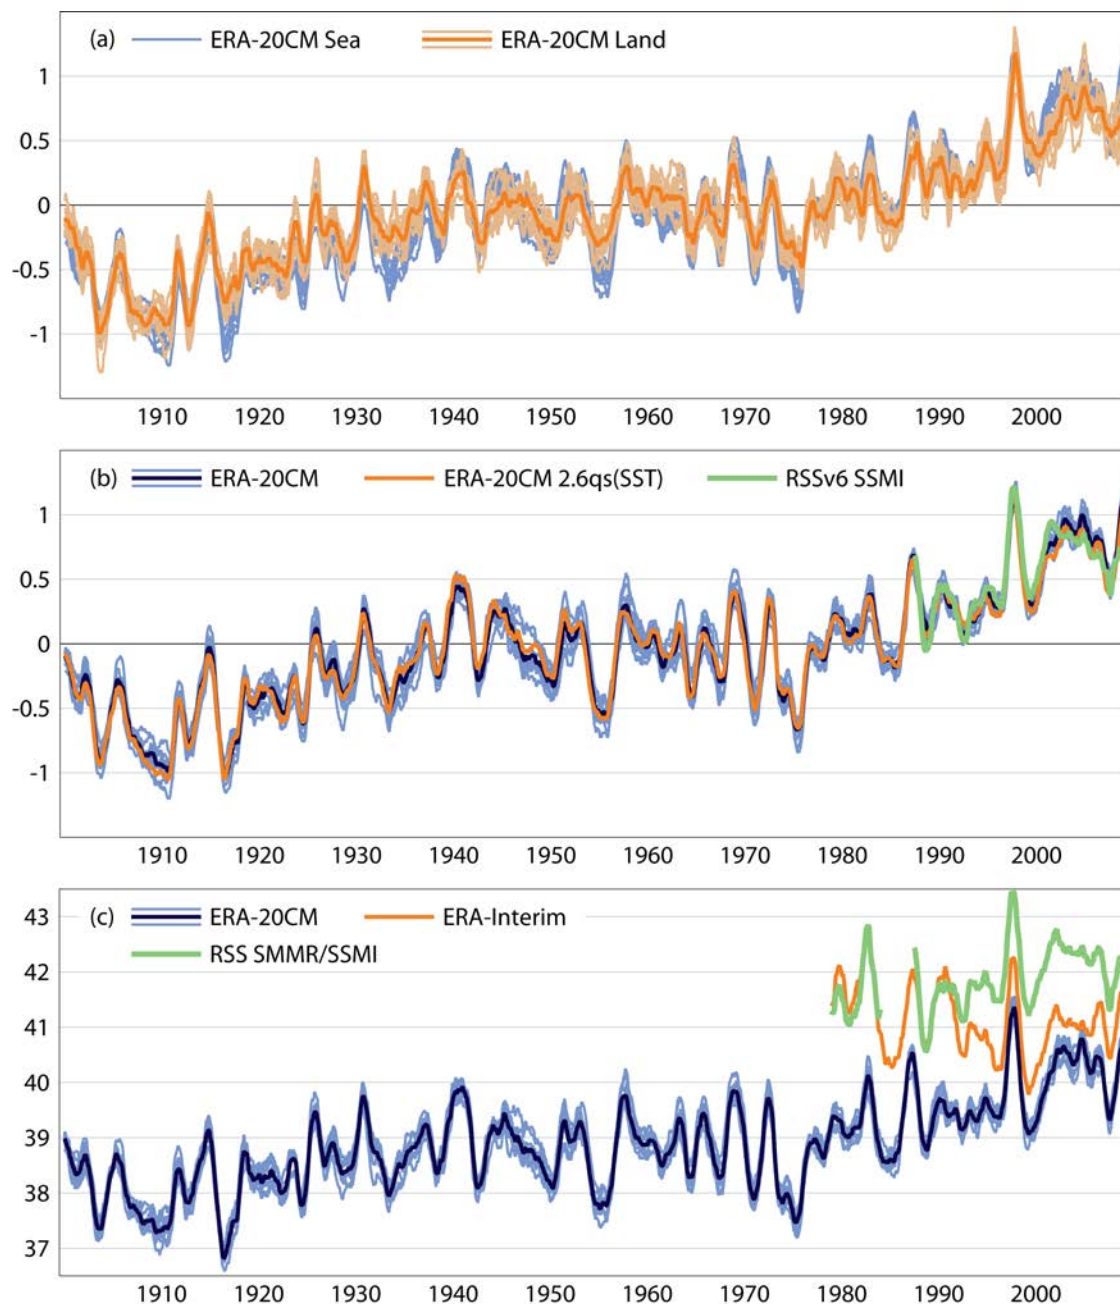 (a) ERA-20CM Sea ERA-20CM Land
1
0.5
0
-0.5
-1
1910 1920 1930 1940 1950 1960 1970 1980 1990 2000
(b) ERA-20CM ERA-20CM 2.6qs(SST) RSSv6 SSMI
1
0.5
0
-0.5
-1
1910 1920 1930 1940 1950 1960 1970 1980 1990 2000
(c) ERA-20CM ERA-Interim
43
RSS SMMR/SSMI
42
41
40
39
38
37
1910 1920 1930 1940 1950 1960 1970 1980 1990 2000